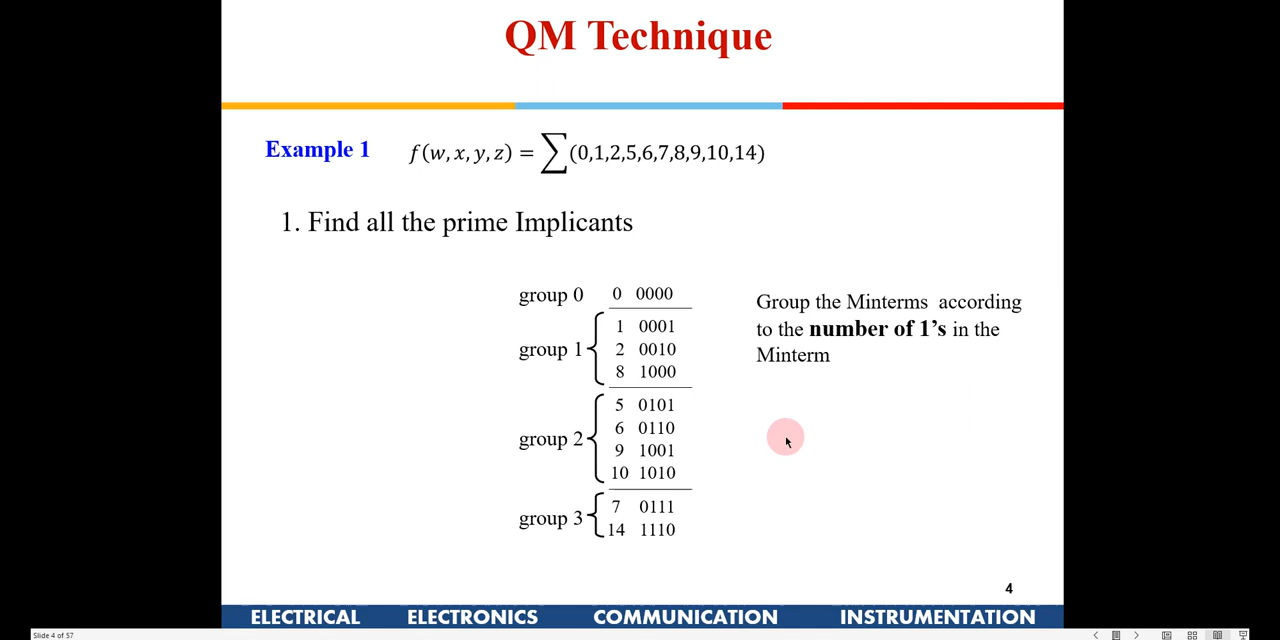 QM Technique
Example 1 f(w, x, y, z) = ∑(0,1,2,5,6,7,8,9,10,14)
1. Find all the prime Implicants
group 0 0 0000
1 0001
group 1 2 0010
8 1000
5 0101
6 0110
group 2 9 1001
10 1010
7 0111
group 3 14 1110
Group the Minterms according
to the number of 1’s in the
Minterm
4
ELECTRICAL ELECTRONICS COMMUNICATION INSTRUMENTATION
Slide 4 of 57